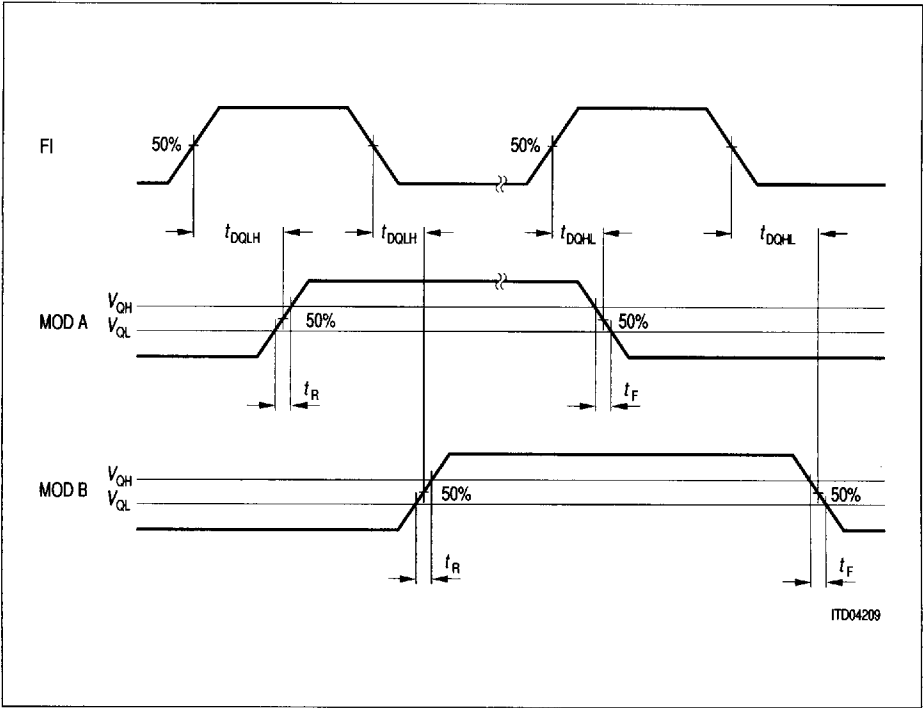 FI
50%
50%
tDQLH
tDQLH
tDQHL
tDQHL
MOD A
VQH
VQL
50%
50%
tR
tF
MOD B
VQH
VQL
50%
50%
tR
tF
ITD04209